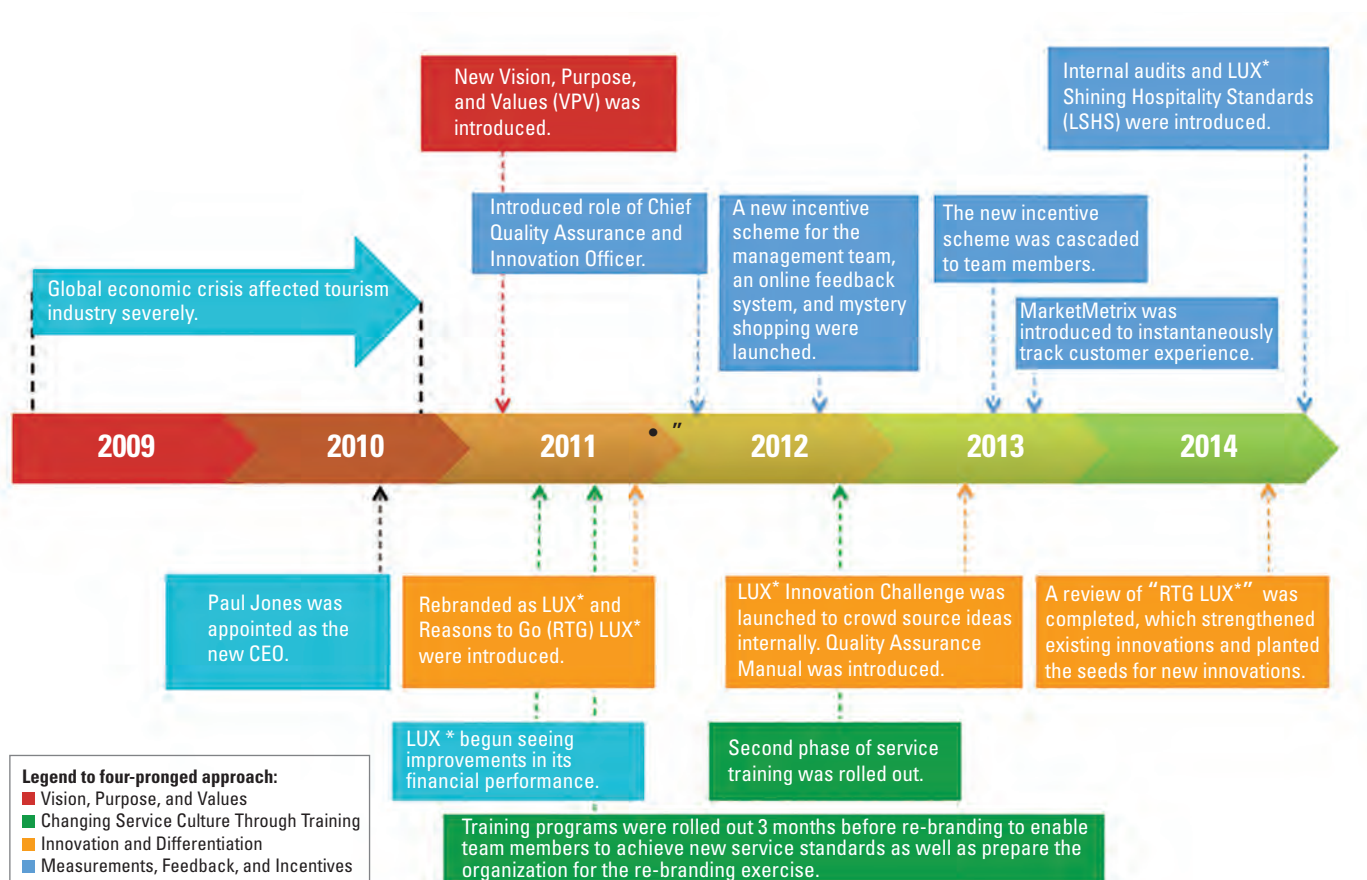 New Vision, Purpose,
and Values (VPV) was
introduced.
Internal audits and LUX*
Shining Hospitality Standards
(LSHS) were introduced.
Introduced role of Chief
Quality Assurance and
Innovation Officer.
A new incentive
scheme for the
management team,
an online feedback
system, and mystery
shopping were
launched.
The new incentive
scheme was cascaded
to team members.
Global economic crisis affected tourism
industry severely.
MarketMetrix was
introduced to instantaneously
track customer experience.
2009
2010
2011
• "
2012
2013
2014
Paul Jones was
appointed as the
new CEO.
Rebranded as LUX* and
Reasons to Go (RTG) LUX*
were introduced.
LUX* Innovation Challenge was
launched to crowd source ideas
internally. Quality Assurance
Manual was introduced.
A review of "RTG LUX*" was
completed, which strengthened
existing innovations and planted
the seeds for new innovations.
LUX * begun seeing
improvements in its
financial performance.
Second phase of service
training was rolled out.
Training programs were rolled out 3 months before re-branding to enable
team members to achieve new service standards as well as prepare the
organization for the re-branding exercise.
Legend to four-pronged approach:
Vision, Purpose, and Values
Changing Service Culture Through Training
Innovation and Differentiation
Measurements, Feedback, and Incentives